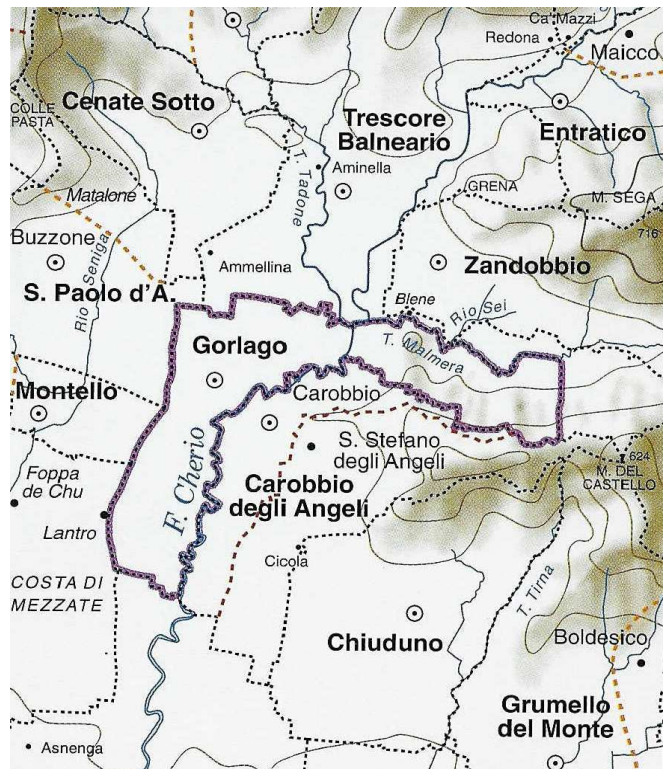 Ca' Mazzi
Redona
Maicco
COLLE
PASTA
Cenate Sotto
Trescore
Balneario
Entratico
T. Tadone
Aminella
Matalone
GRENA
M. SEGA
716
Buzzone
Rio Seniga
Ammellina
Zandobbio
S. Paolo d'A.
Blene
Rio Sei
T. Malmera
Gorlago
Montello
Carobbio
F. Cherio
S. Stefano
degli Angeli
624
M. DEL
CASTELLO
Foppa
de Chu
Carobbio
degli Angeli
Lantro
Cicola
COSTA DI
MEZZATE
T. Tirna
Chiuduno
Boldesico
Grumello
del Monte
Asnenga